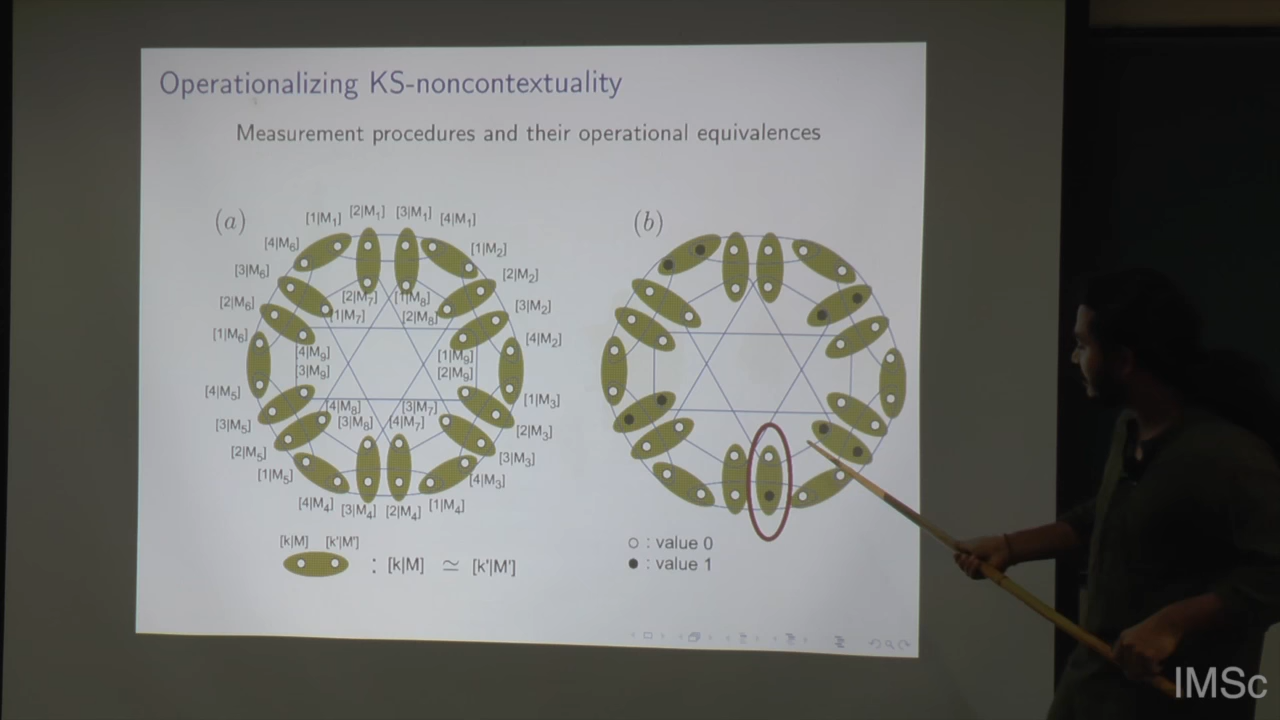 Operationalizing KS-noncontextuality
Measurement procedures and their operational equivalences
(a)
[1|M₁] [2|M₁] [3|M₁] [4|M₁]
[4|M₆] [1|M₂]
[3|M₆] [2|M₂]
[2|M₇] [1|M₈]
[2|M₆] [1|M₇] [2|M₈] [3|M₂]
[1|M₆] [4|M₂]
[4|M₉] [1|M₉]
[3|M₉] [2|M₉]
[4|M₅] [1|M₃]
[4|M₈] [3|M₇]
[3|M₅] [3|M₈] [4|M₇] [2|M₃]
[2|M₅] [3|M₃]
[1|M₅] [4|M₃]
[4|M₄] [3|M₄] [2|M₄] [1|M₄]
[k|M] [k'|M']
: [k|M] ≃ [k'|M']
(b)
: value 0
: value 1
IMSc